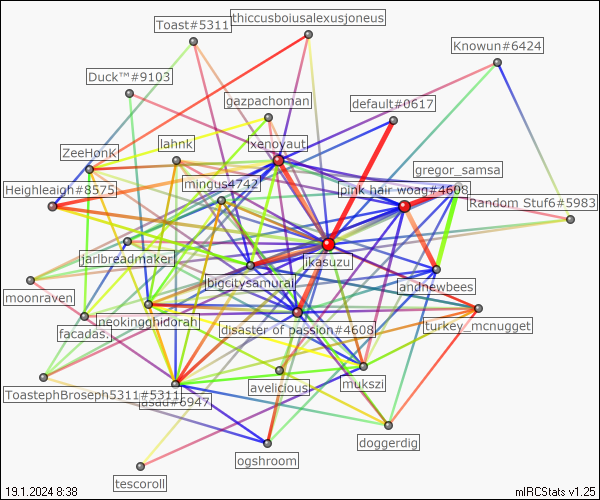 Toast#5311
thiccusboiusalexusjoneus
Knowun#6424
Duck™#9103
gazpachoman
default#0617
lahnk
xenoyaut
ZeeHonk
gregor_samsa
mingus4742
pink hair woag#4608
Heighleaigh#8575
Random Stuf6#5983
jarlbreadmaker
ikasuzu
bigcitysamurai
andnewbees
moonraven
neokingghidorah
disaster of passion#4608
turkey_mcnugget
facadas.
avelicious
mukszi
ToastephBroseph5311#5311
asad#6947
doggerdig
ogshroom
tescoroll
19.1.2024 8:38
mIRCStats v1.25